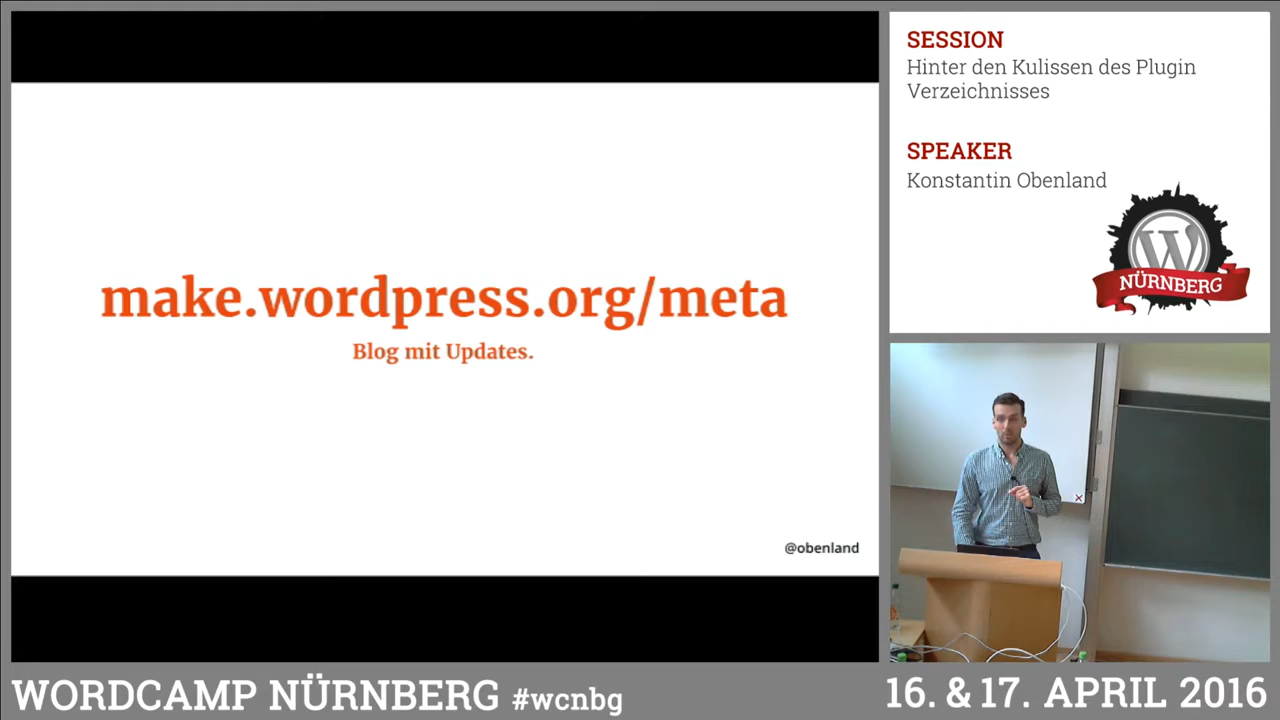 make.wordpress.org/meta
Blog mit Updates.
@obenland
SESSION
Hinter den Kulissen des Plugin
Verzeichnisses
SPEAKER
Konstantin Obenland
W
NÜRNBERG
WORDCAMP NÜRNBERG #wcnbg
16. & 17. APRIL 2016